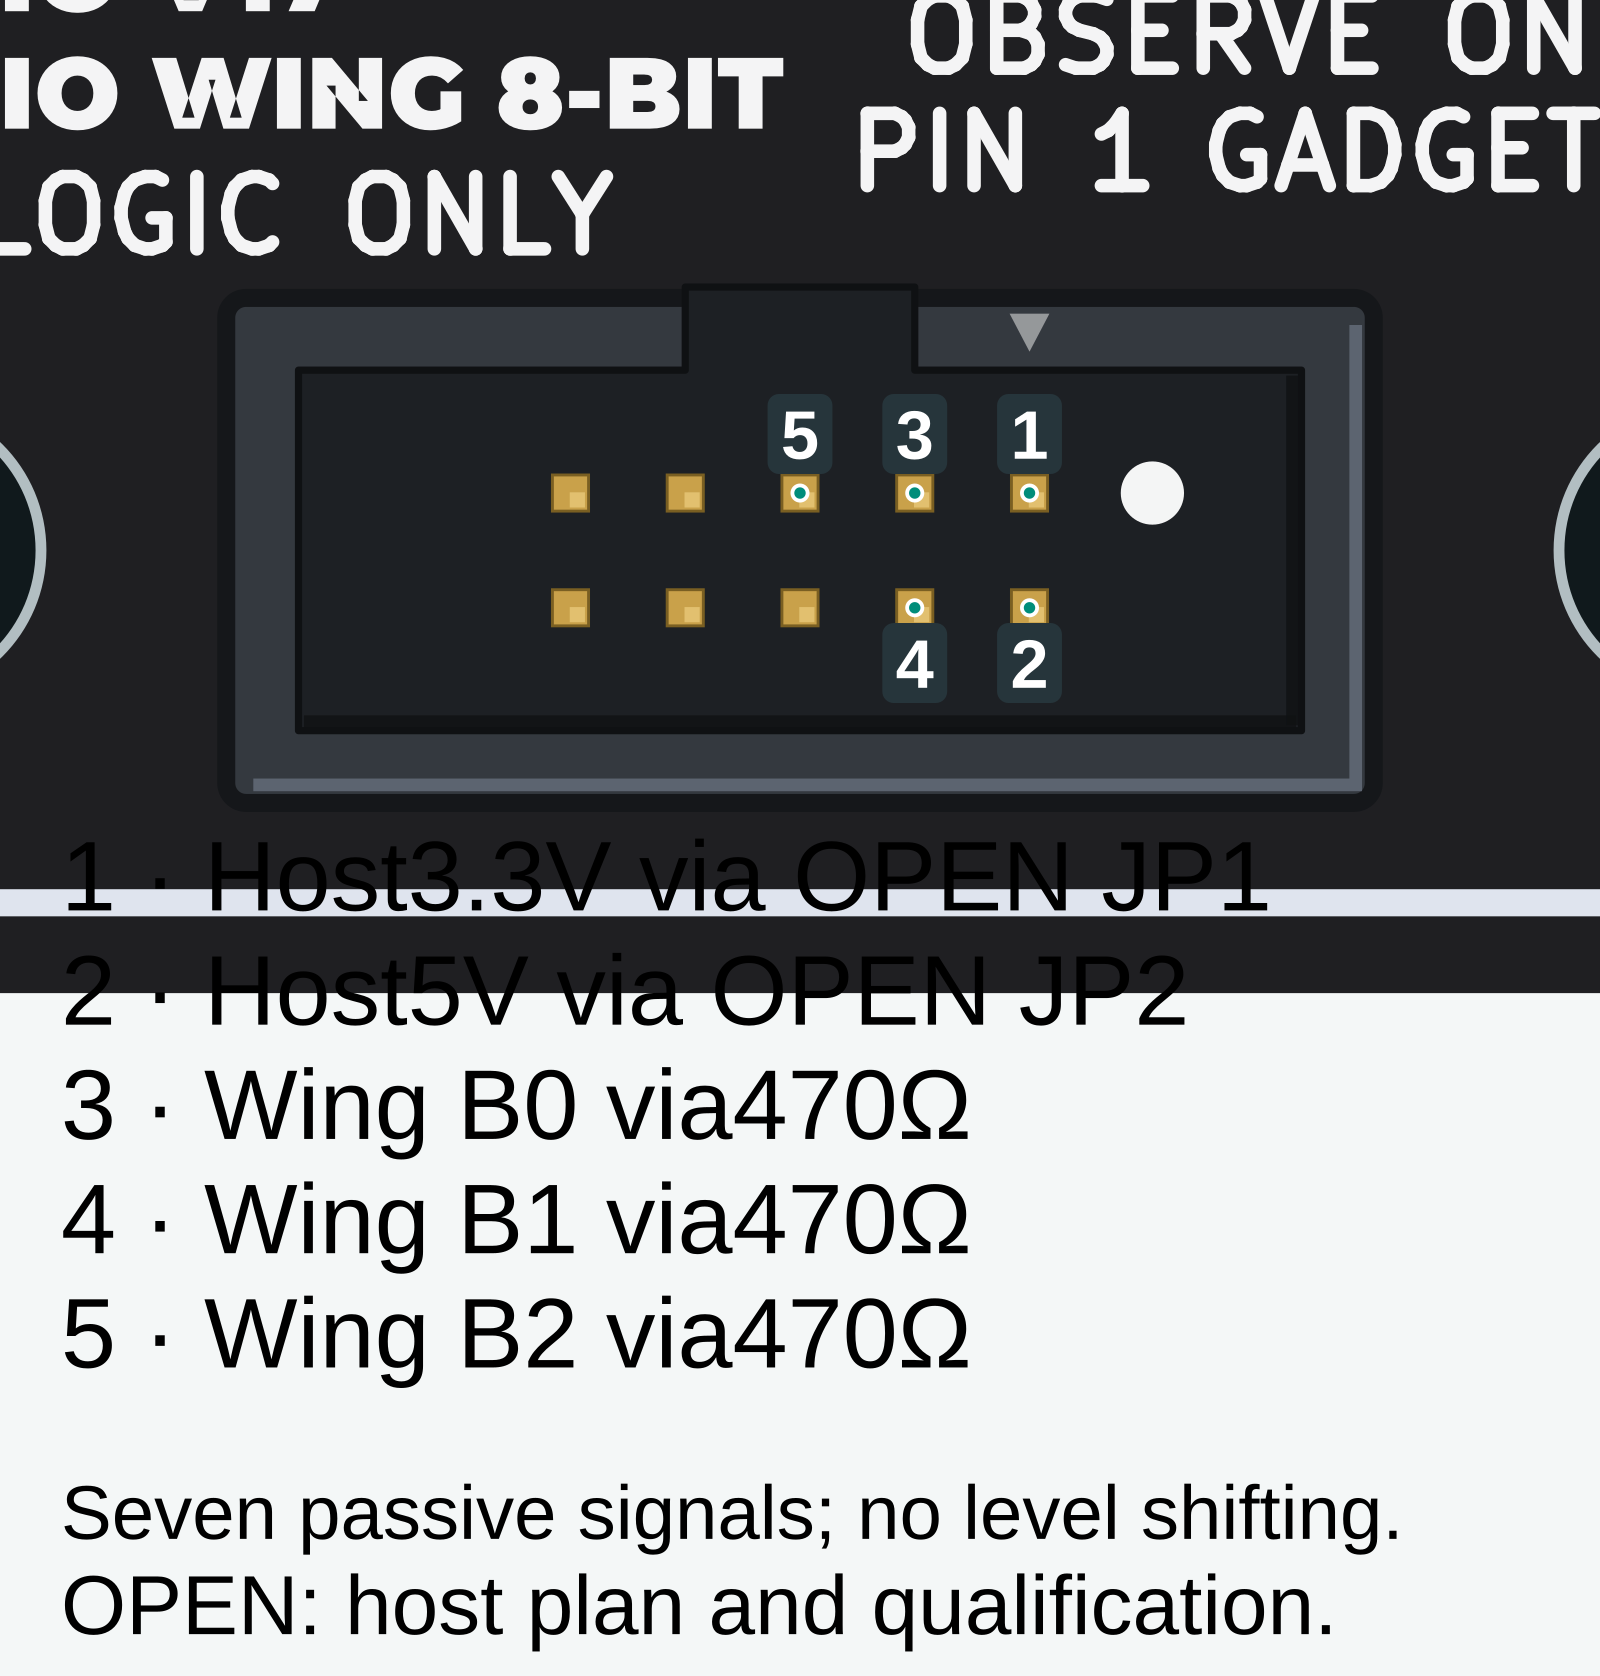 IO WING 8-BIT
LOGIC ONLY
OBSERVE ON
PIN 1 GADGET
5 3 1
4 2
1 · Host3.3V via OPEN JP1
2 · Host5V via OPEN JP2
3 · Wing B0 via470Ω
4 · Wing B1 via470Ω
5 · Wing B2 via470Ω
Seven passive signals; no level shifting.
OPEN: host plan and qualification.